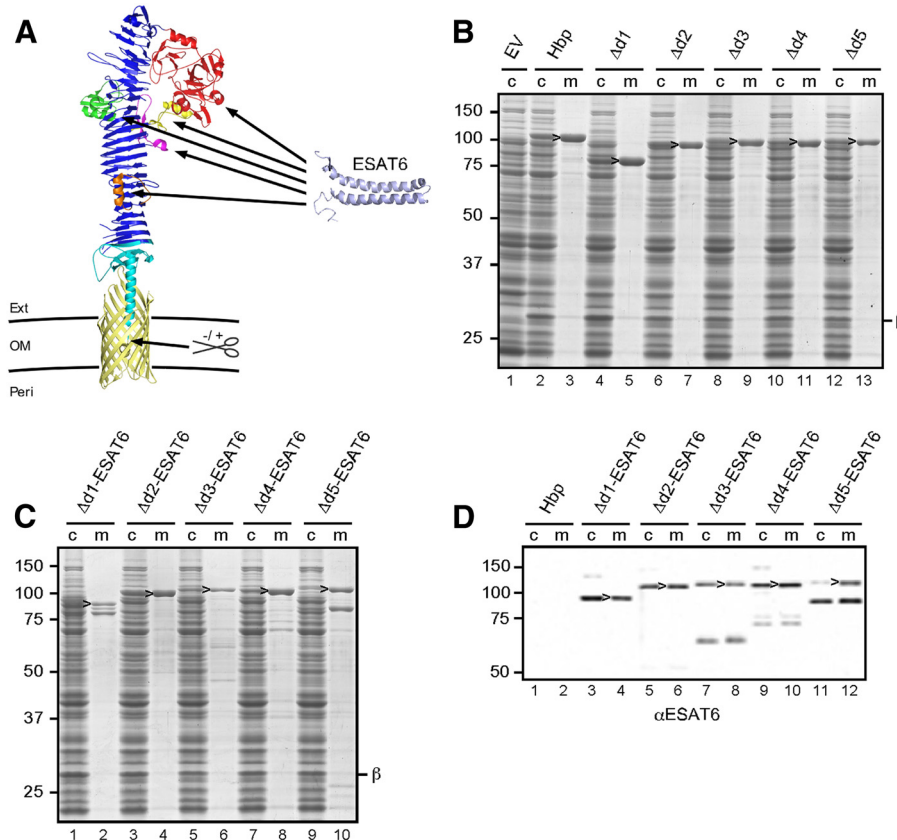 A
ESAT6
Ext
OM
Peri
-/+
B
EV Hbp Δd1 Δd2 Δd3 Δd4 Δd5
c c m c m c m c m c m c m
150
100
75
50
37
25
> > > > > > >
1 2 3 4 5 6 7 8 9 10 11 12 13
C
Δd1-ESAT6 Δd2-ESAT6 Δd3-ESAT6 Δd4-ESAT6 Δd5-ESAT6
c m c m c m c m c m
150
100
75
50
37
25
> > > > >
β
1 2 3 4 5 6 7 8 9 10
D
Hbp Δd1-ESAT6 Δd2-ESAT6 Δd3-ESAT6 Δd4-ESAT6 Δd5-ESAT6
c m c m c m c m c m c m
150
100
75
50
> > > > >
1 2 3 4 5 6 7 8 9 10 11 12
αESAT6